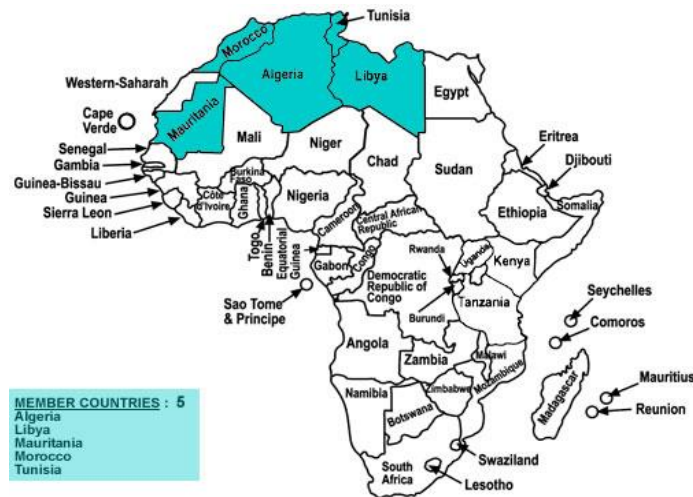 Tunisia
Morocco
Algeria
Libya
Egypt
Western-Saharah
Mauritania
Cape
Verde
Mali
Niger
Chad
Sudan
Eritrea
Djibouti
Senegal
Gambia
Guinea-Bissau
Guinea
Sierra Leon
Liberia
Burkina
Faso
Côte
d'Ivoire
Ghana
Togo
Benin
Nigeria
Cameroon
Central African
Republic
Ethiopia
Somalia
Equatorial
Guinea
Gabon
Congo
Democratic
Republic of
Congo
Rwanda
Uganda
Kenya
Burundi
Tanzania
Sao Tome
& Principe
Seychelles
Comoros
Angola
Zambia
Malawi
Mozambique
Zimbabwe
Namibia
Botswana
Madagascar
Mauritius
Reunion
South
Africa
Swaziland
Lesotho
MEMBER COUNTRIES : 5
Algeria
Libya
Mauritania
Morocco
Tunisia